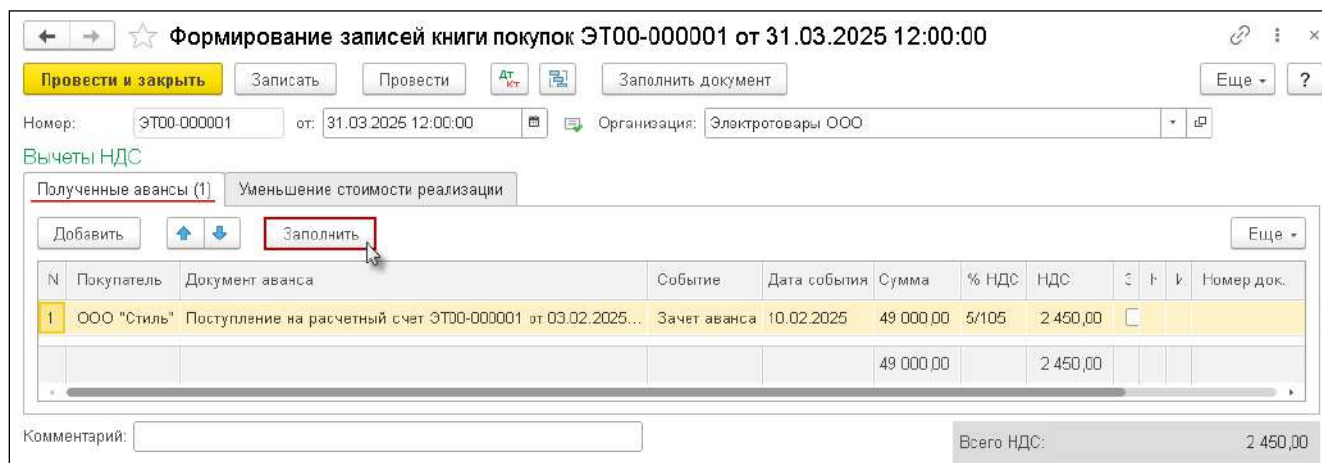 Формирование записей книги покупок ЭТ00-000001 от 31.03.2025 12:00:00
Провести и закрыть Записать Провести Дт Кт Заполнить документ Еще ?
Номер: ЭТ00-000001 от: 31.03.2025 12:00:00 Организация: Электротовары ООО
Вычеты НДС
Полученные авансы (1) Уменьшение стоимости реализации
Добавить Заполнить Еще
N Покупатель Документ аванса Событие Дата события Сумма % НДС НДС Номер док.
1 ООО "Стиль" Поступление на расчетный счет ЭТ00-000001 от 03.02.2025... Зачет аванса 10.02.2025 49 000,00 5/105 2 450,00
49 000,00 2 450,00
Комментарий: Всего НДС: 2 450,00